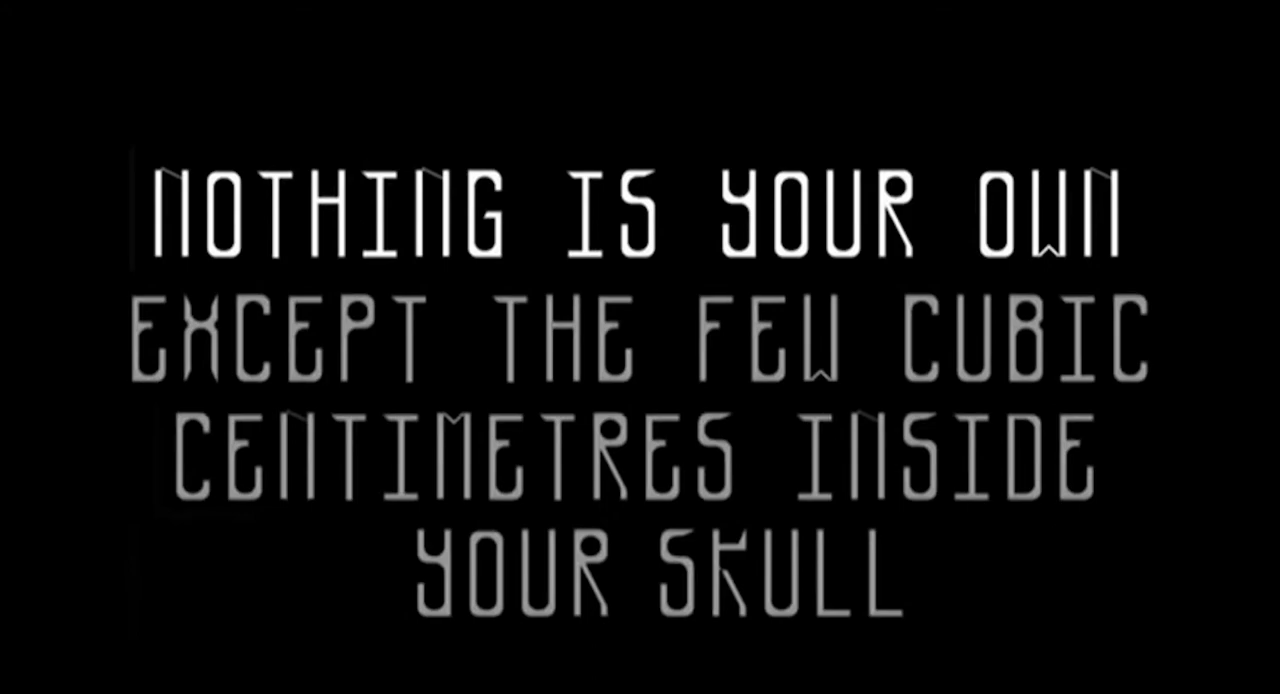 NOTHING IS YOUR OWN
EXCEPT THE FEW CUBIC
CENTIMETRES INSIDE
YOUR SKULL